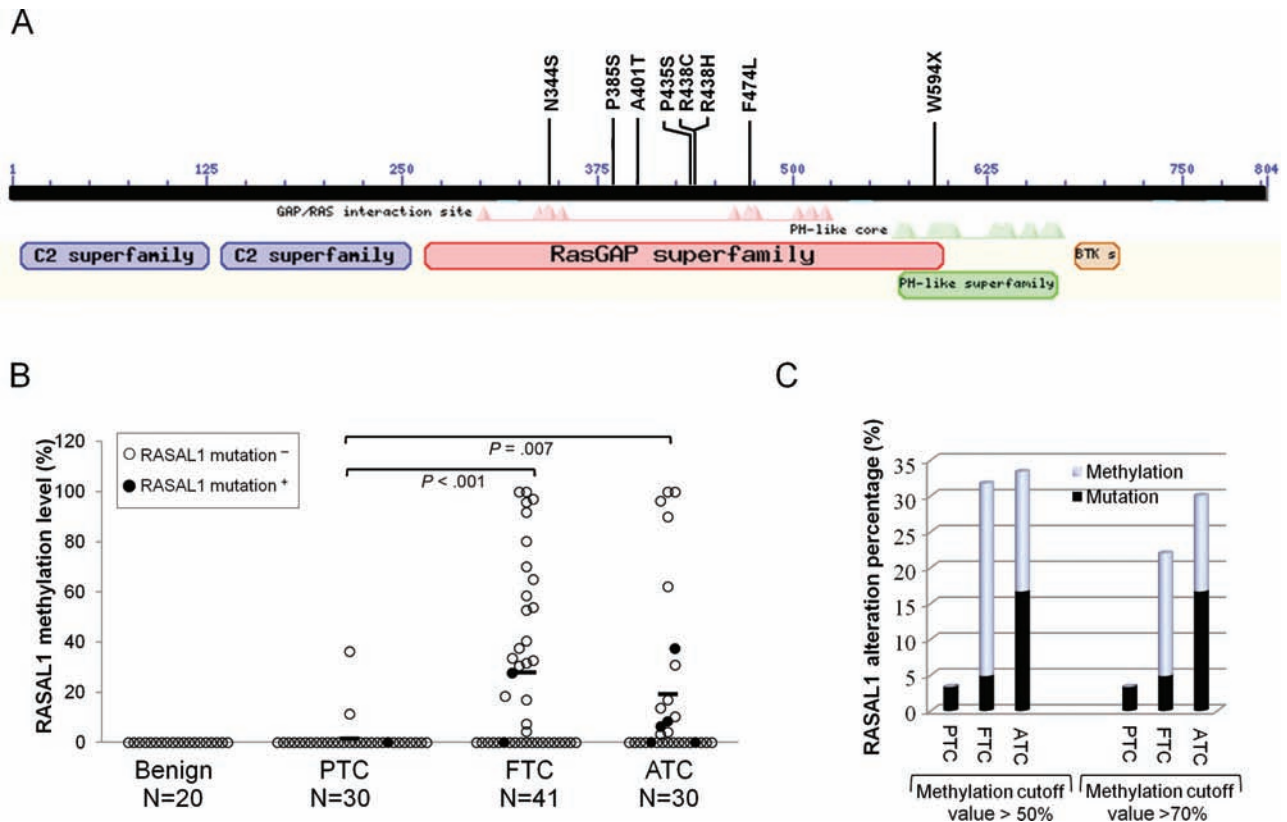 A
N344S
P385S
A401T
P435S
R438C
R438H
F474L
W594X
1 125 250 375 500 625 750 804
GAP/RAS interaction site
PH-like core
C2 superfamily C2 superfamily RasGAP superfamily BTK s
PH-like superfamily
B
RASAL1 methylation level (%)
120
100
80
60
40
20
0
RASAL1 mutation −
RASAL1 mutation +
P = .007
P < .001
Benign PTC FTC ATC
N=20 N=30 N=41 N=30
C
RASAL1 alteration percentage (%)
35
30
25
20
15
10
5
0
Methylation
Mutation
PTC
FTC
ATC
PTC
FTC
ATC
Methylation cutoff
value > 50%
Methylation cutoff
value >70%